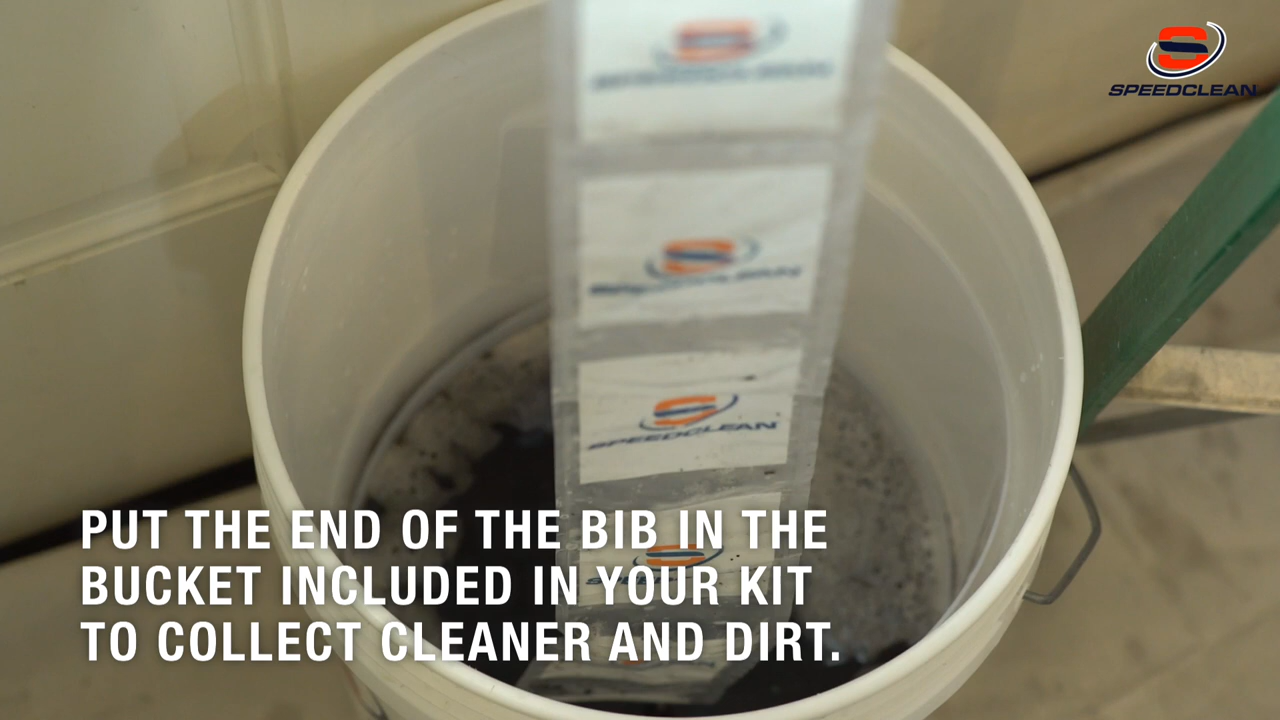 SPEEDCLEAN
SPEEDCLEAN
PUT THE END OF THE BIB IN THE
BUCKET INCLUDED IN YOUR KIT
TO COLLECT CLEANER AND DIRT.